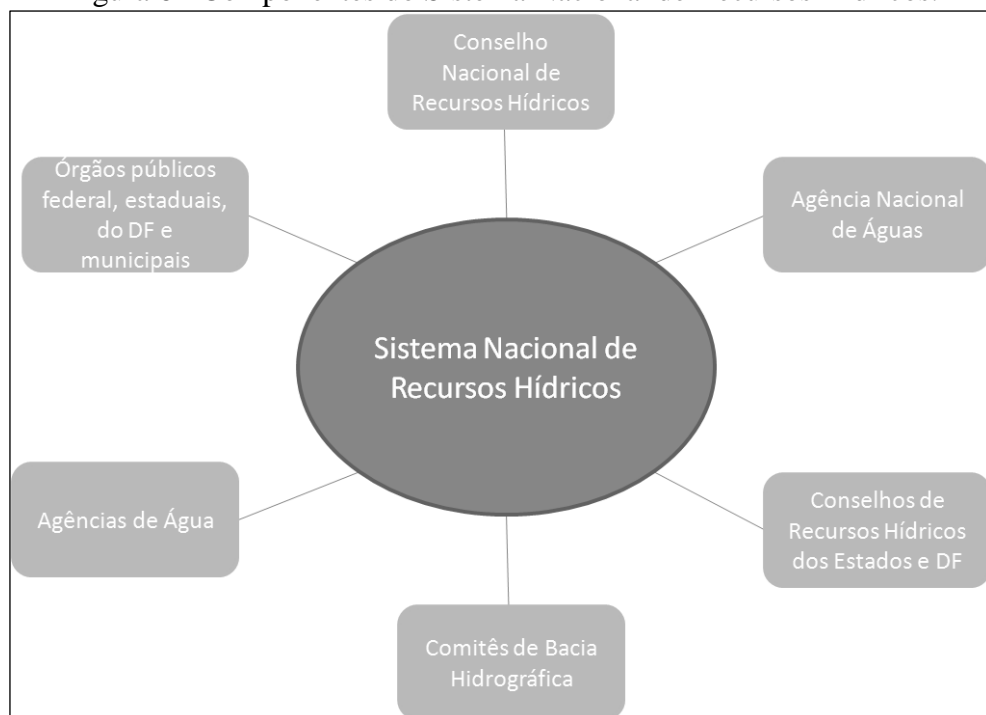 Conselho
Nacional de
Recursos Hídricos
Órgãos públicos
federal, estaduais,
do DF e
municipais
Agência Nacional
de Águas
Sistema Nacional de
Recursos Hídricos
Agências de Água
Conselhos de
Recursos Hídricos
dos Estados e DF
Comitês de Bacia
Hidrográfica